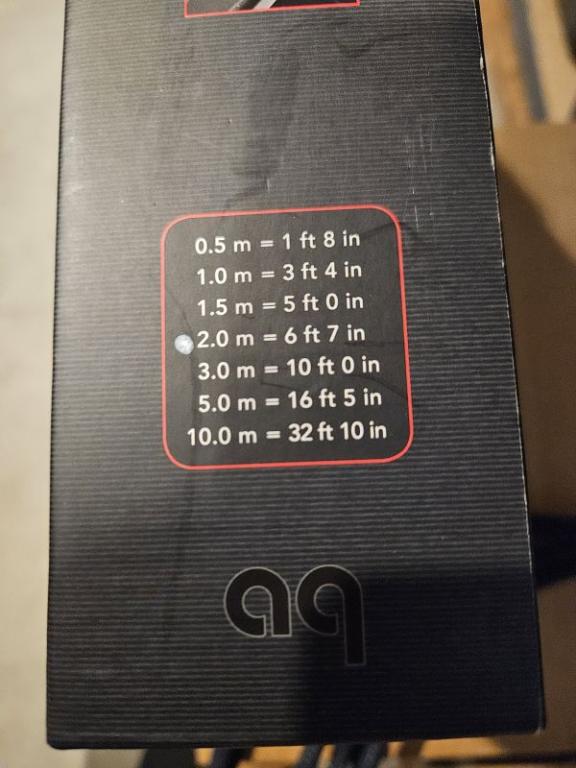 0.5 m = 1 ft 8 in
1.0 m = 3 ft 4 in
1.5 m = 5 ft 0 in
2.0 m = 6 ft 7 in
3.0 m = 10 ft 0 in
5.0 m = 16 ft 5 in
10.0 m = 32 ft 10 in
aq